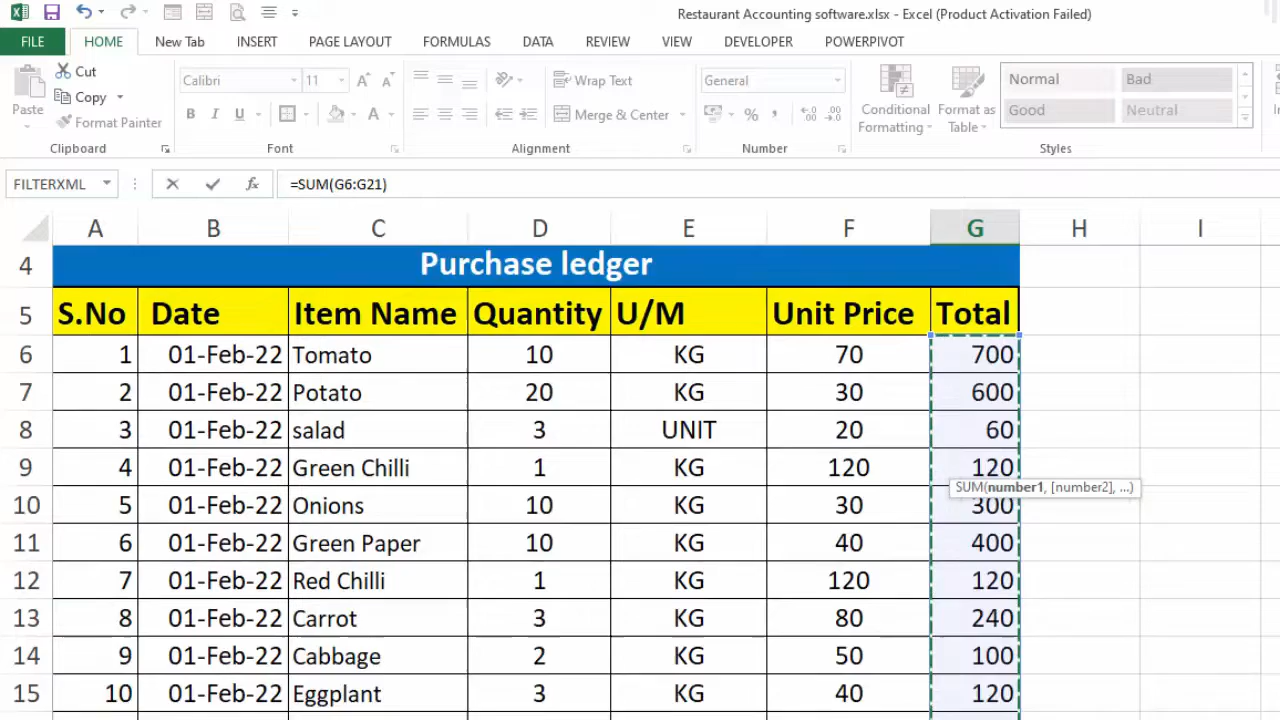 Restaurant Accounting software.xlsx - Excel (Product Activation Failed)
FILE HOME New Tab INSERT PAGE LAYOUT FORMULAS DATA REVIEW VIEW DEVELOPER POWERPIVOT
Paste
Cut
Copy
Format Painter
Clipboard
Calibri 11
B I U A
Font
Wrap Text
Merge & Center
Alignment
General
%
Number
Conditional Formatting
Format as Table
Normal Bad
Good Neutral
Styles
FILTERXML fx =SUM(G6:G21)
A B C D E F G H I
4 Purchase ledger
5 S.No Date Item Name Quantity U/M Unit Price Total
6 1 01-Feb-22 Tomato 10 KG 70 700
7 2 01-Feb-22 Potato 20 KG 30 600
8 3 01-Feb-22 salad 3 UNIT 20 60
9 4 01-Feb-22 Green Chilli 1 KG 120 120
SUM(number1, [number2], ...)
10 5 01-Feb-22 Onions 10 KG 30 300
11 6 01-Feb-22 Green Paper 10 KG 40 400
12 7 01-Feb-22 Red Chilli 1 KG 120 120
13 8 01-Feb-22 Carrot 3 KG 80 240
14 9 01-Feb-22 Cabbage 2 KG 50 100
15 10 01-Feb-22 Eggplant 3 KG 40 120